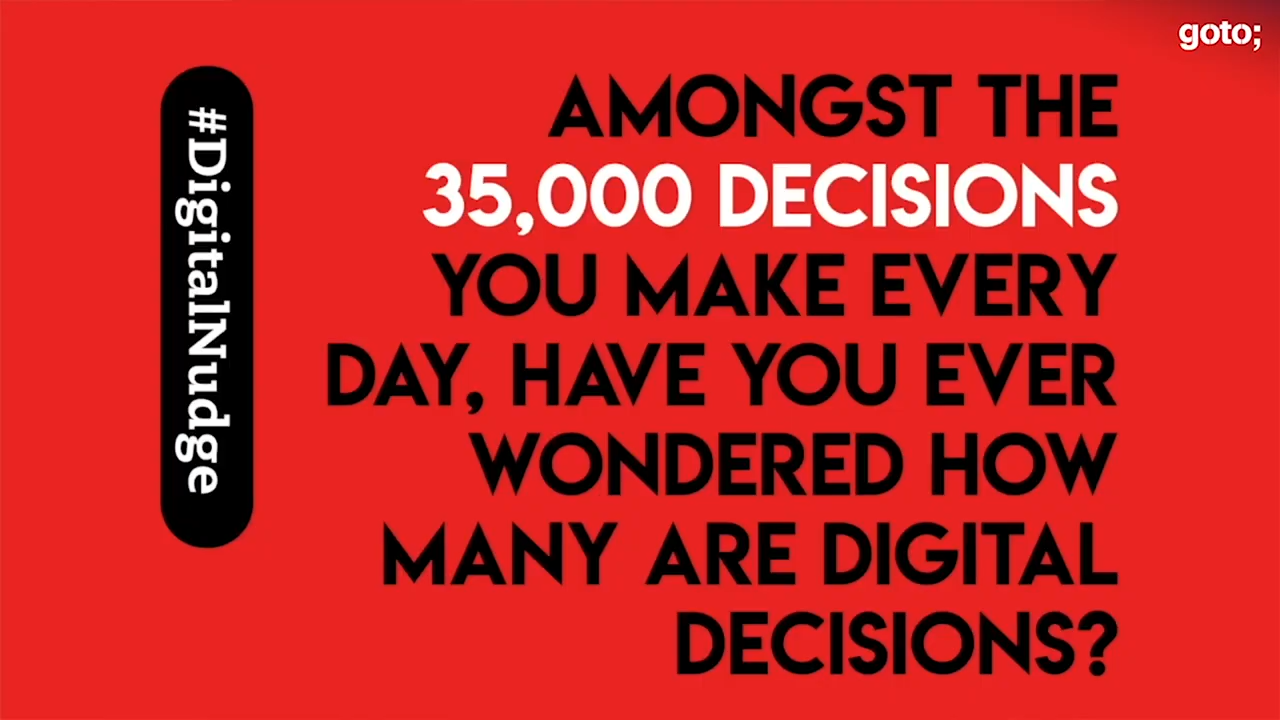 goto;
#DigitalNudge
AMONGST THE
35,000 DECISIONS
YOU MAKE EVERY
DAY, HAVE YOU EVER
WONDERED HOW
MANY ARE DIGITAL
DECISIONS?